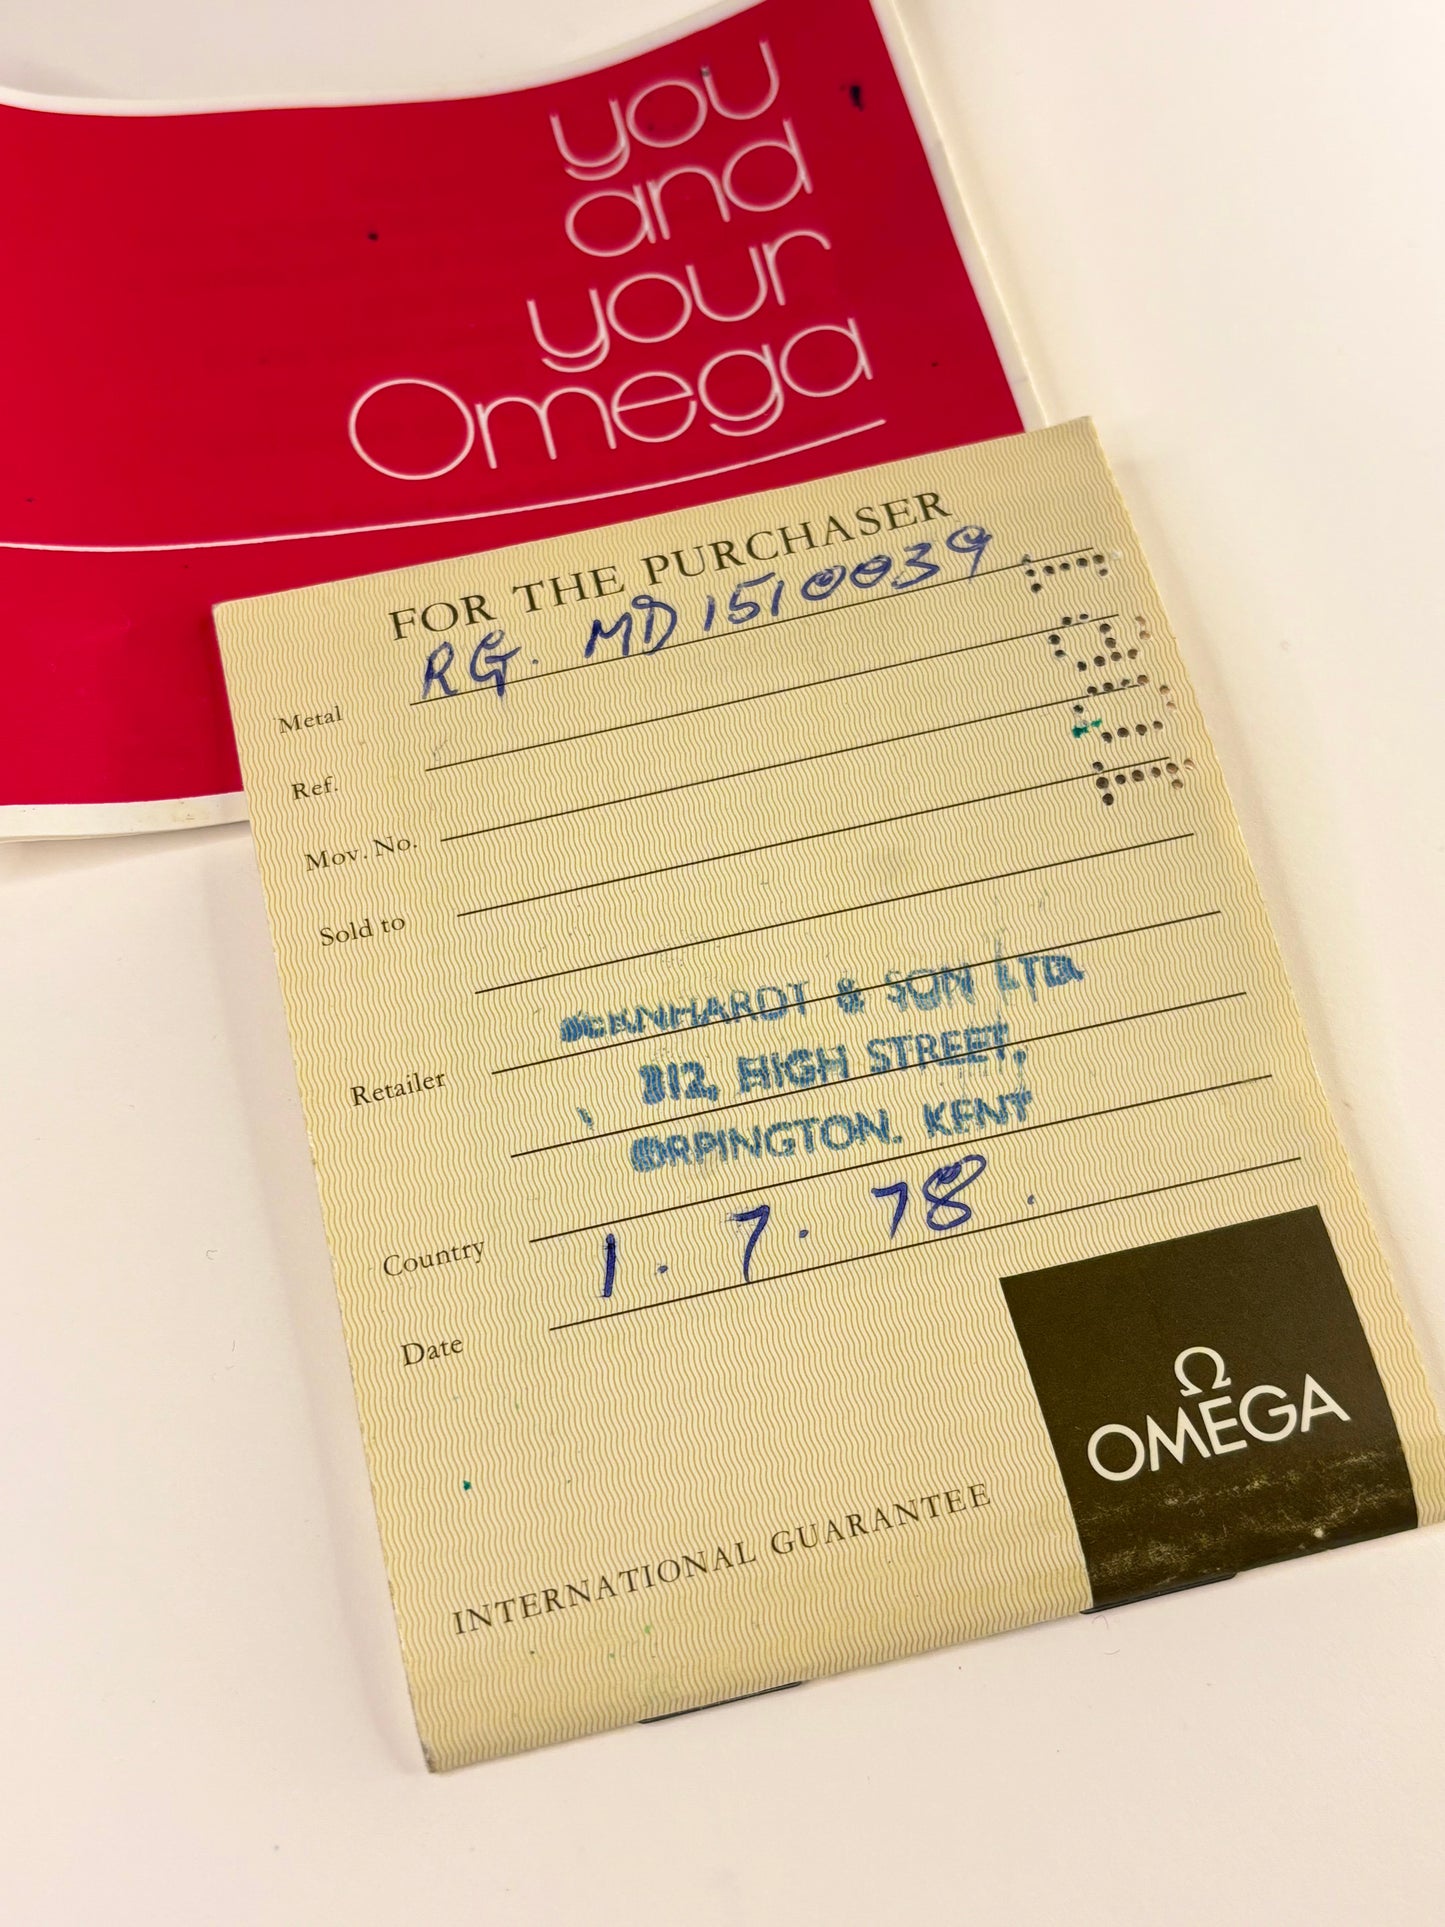 you
and
your
Omega
FOR THE PURCHASER
Metal RG. MD 1510039
Ref.
Mov. No.
Sold to
& SON LTD.
Retailer 312, HIGH STREET,
ORPINGTON. KENT
Country
Date 1. 7. 78.
Ω
OMEGA
INTERNATIONAL GUARANTEE